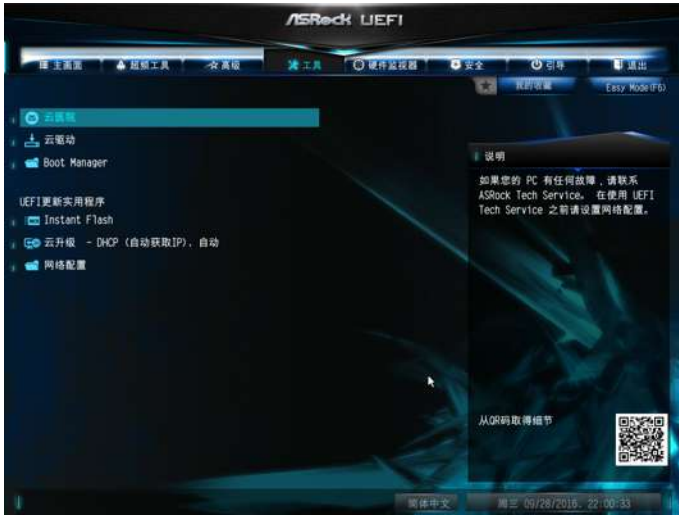 ASRock UEFI
主画面 超频工具 高级 工具 硬件监视器 安全 引导 退出
我的收藏 Easy Mode(F6)
云医院
云驱动
Boot Manager
UEFI更新实用程序
Instant Flash
云升级 - DHCP (自动获取IP), 自动
网络配置
说明
如果您的 PC 有任何故障，请联系
ASRock Tech Service。 在使用 UEFI
Tech Service 之前请设置网络配置。
从QR码取得细节
简体中文 周三 09/28/2016, 22:00:33